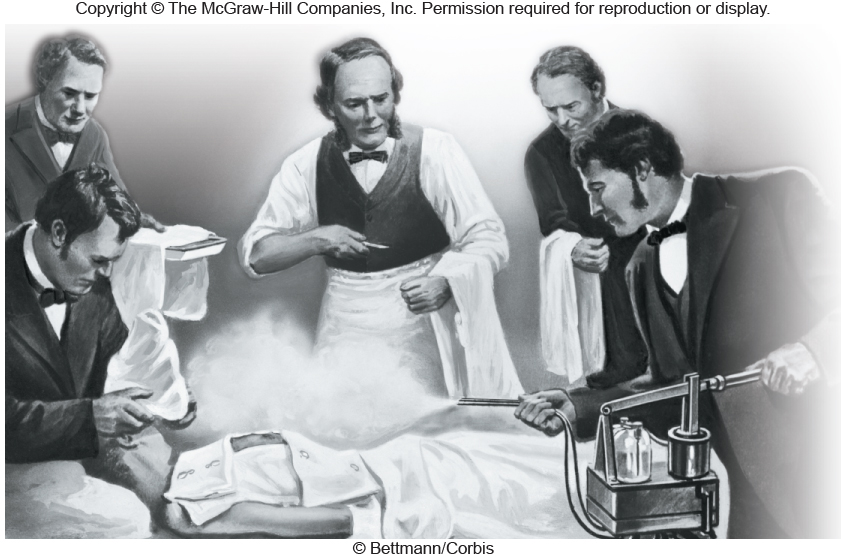 Copyright © The McGraw-Hill Companies, Inc. Permission required for reproduction or display.
© Bettmann/Corbis